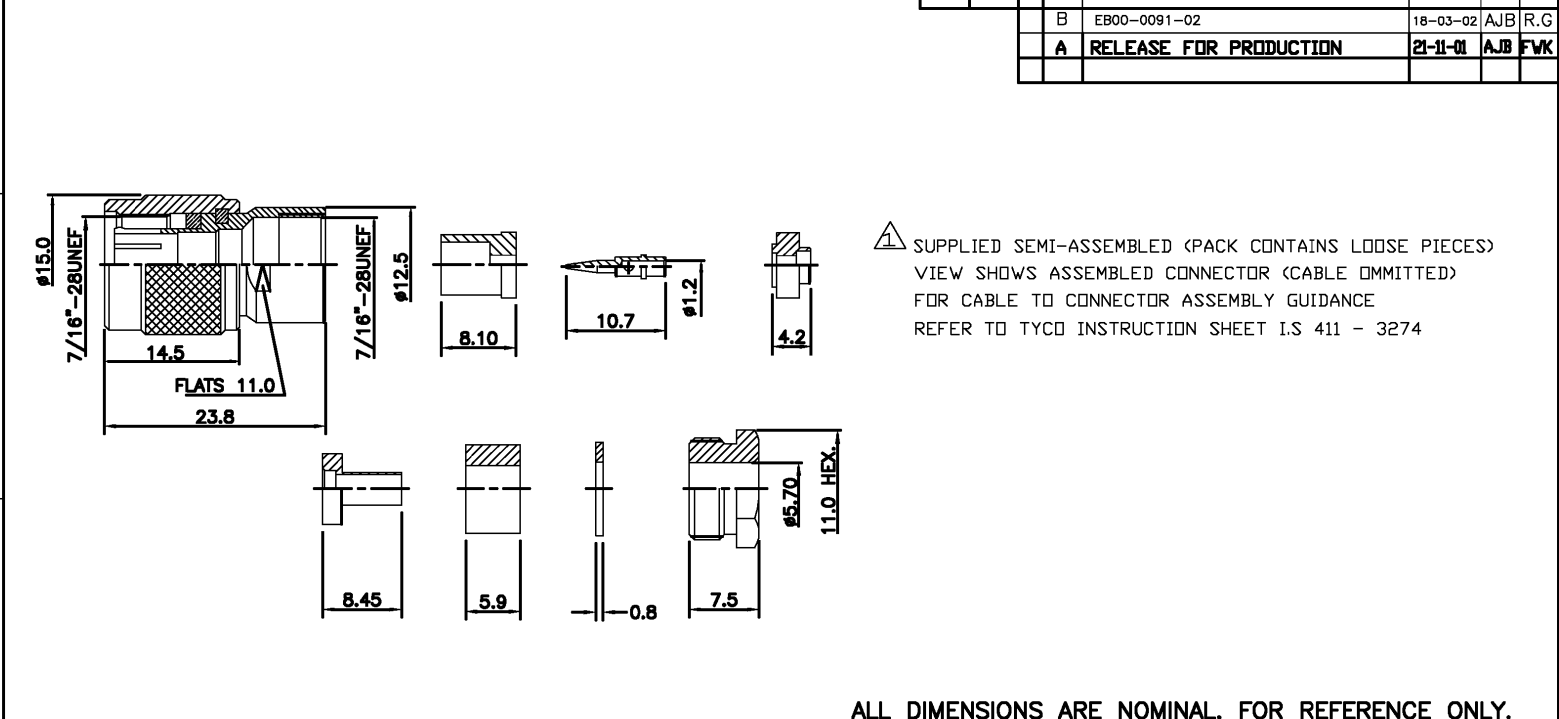 B EB00-0091-02 18-03-02 AJB R.G
A RELEASE FOR PRODUCTION 21-11-01 AJB FWK
ø15.0
7/16"-28UNEF
7/16"-28UNEF
ø12.5
14.5
FLATS 11.0
23.8
8.10
10.7
ø1.2
4.2
1 SUPPLIED SEMI-ASSEMBLED (PACK CONTAINS LOOSE PIECES)
VIEW SHOWS ASSEMBLED CONNECTOR (CABLE OMMITTED)
FOR CABLE TO CONNECTOR ASSEMBLY GUIDANCE
REFER TO TYCO INSTRUCTION SHEET I.S 411 - 3274
8.45
5.9
0.8
7.5
ø5.70
11.0 HEX.
ALL DIMENSIONS ARE NOMINAL. FOR REFERENCE ONLY.